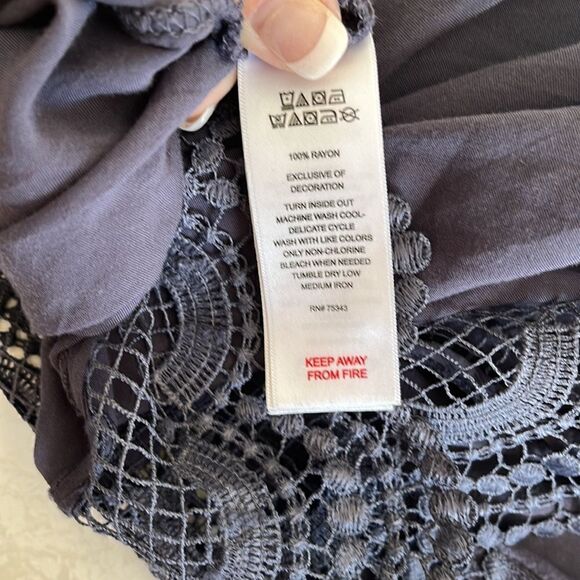 100% RAYON
EXCLUSIVE OF
DECORATION
TURN INSIDE OUT
MACHINE WASH COOL-
DELICATE CYCLE
WASH WITH LIKE COLORS
ONLY NON-CHLORINE
BLEACH WHEN NEEDED
TUMBLE DRY LOW
MEDIUM IRON
RN# 75343
KEEP AWAY
FROM FIRE